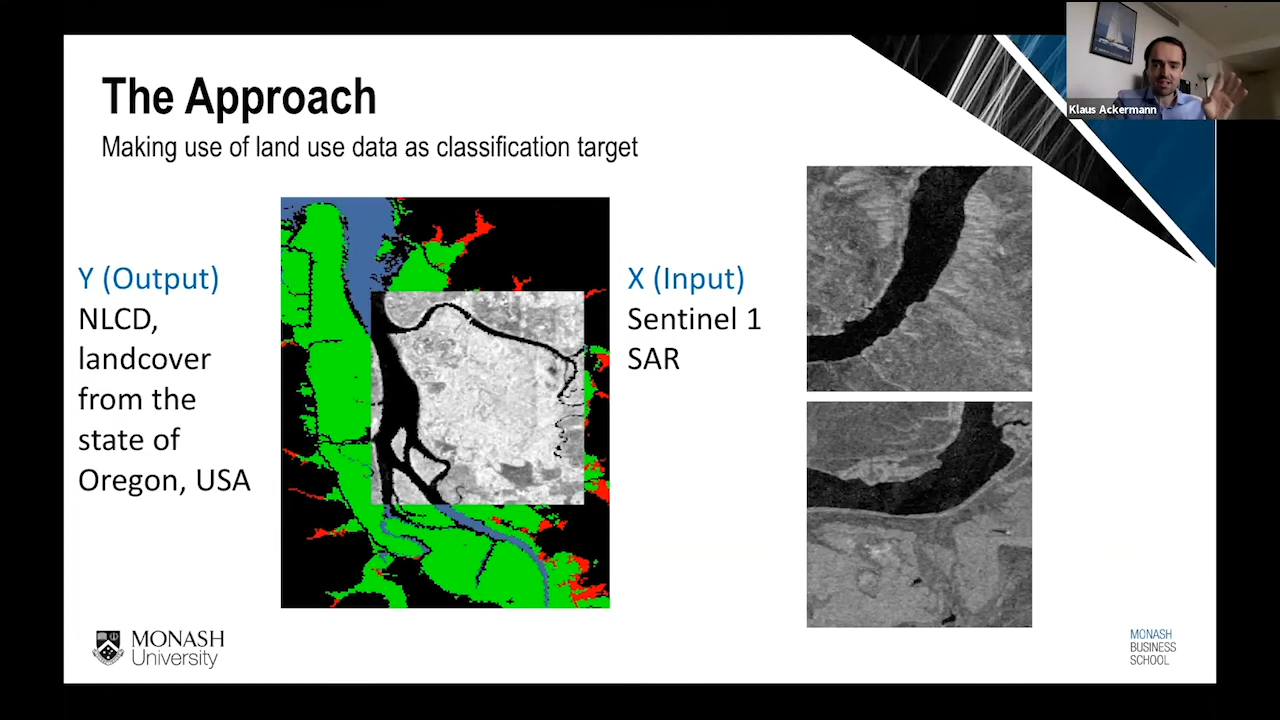 The Approach
Making use of land use data as classification target
Klaus Ackermann
Y (Output)
NLCD,
landcover
from the
state of
Oregon, USA
X (Input)
Sentinel 1
SAR
MONASH
University
MONASH
BUSINESS
SCHOOL